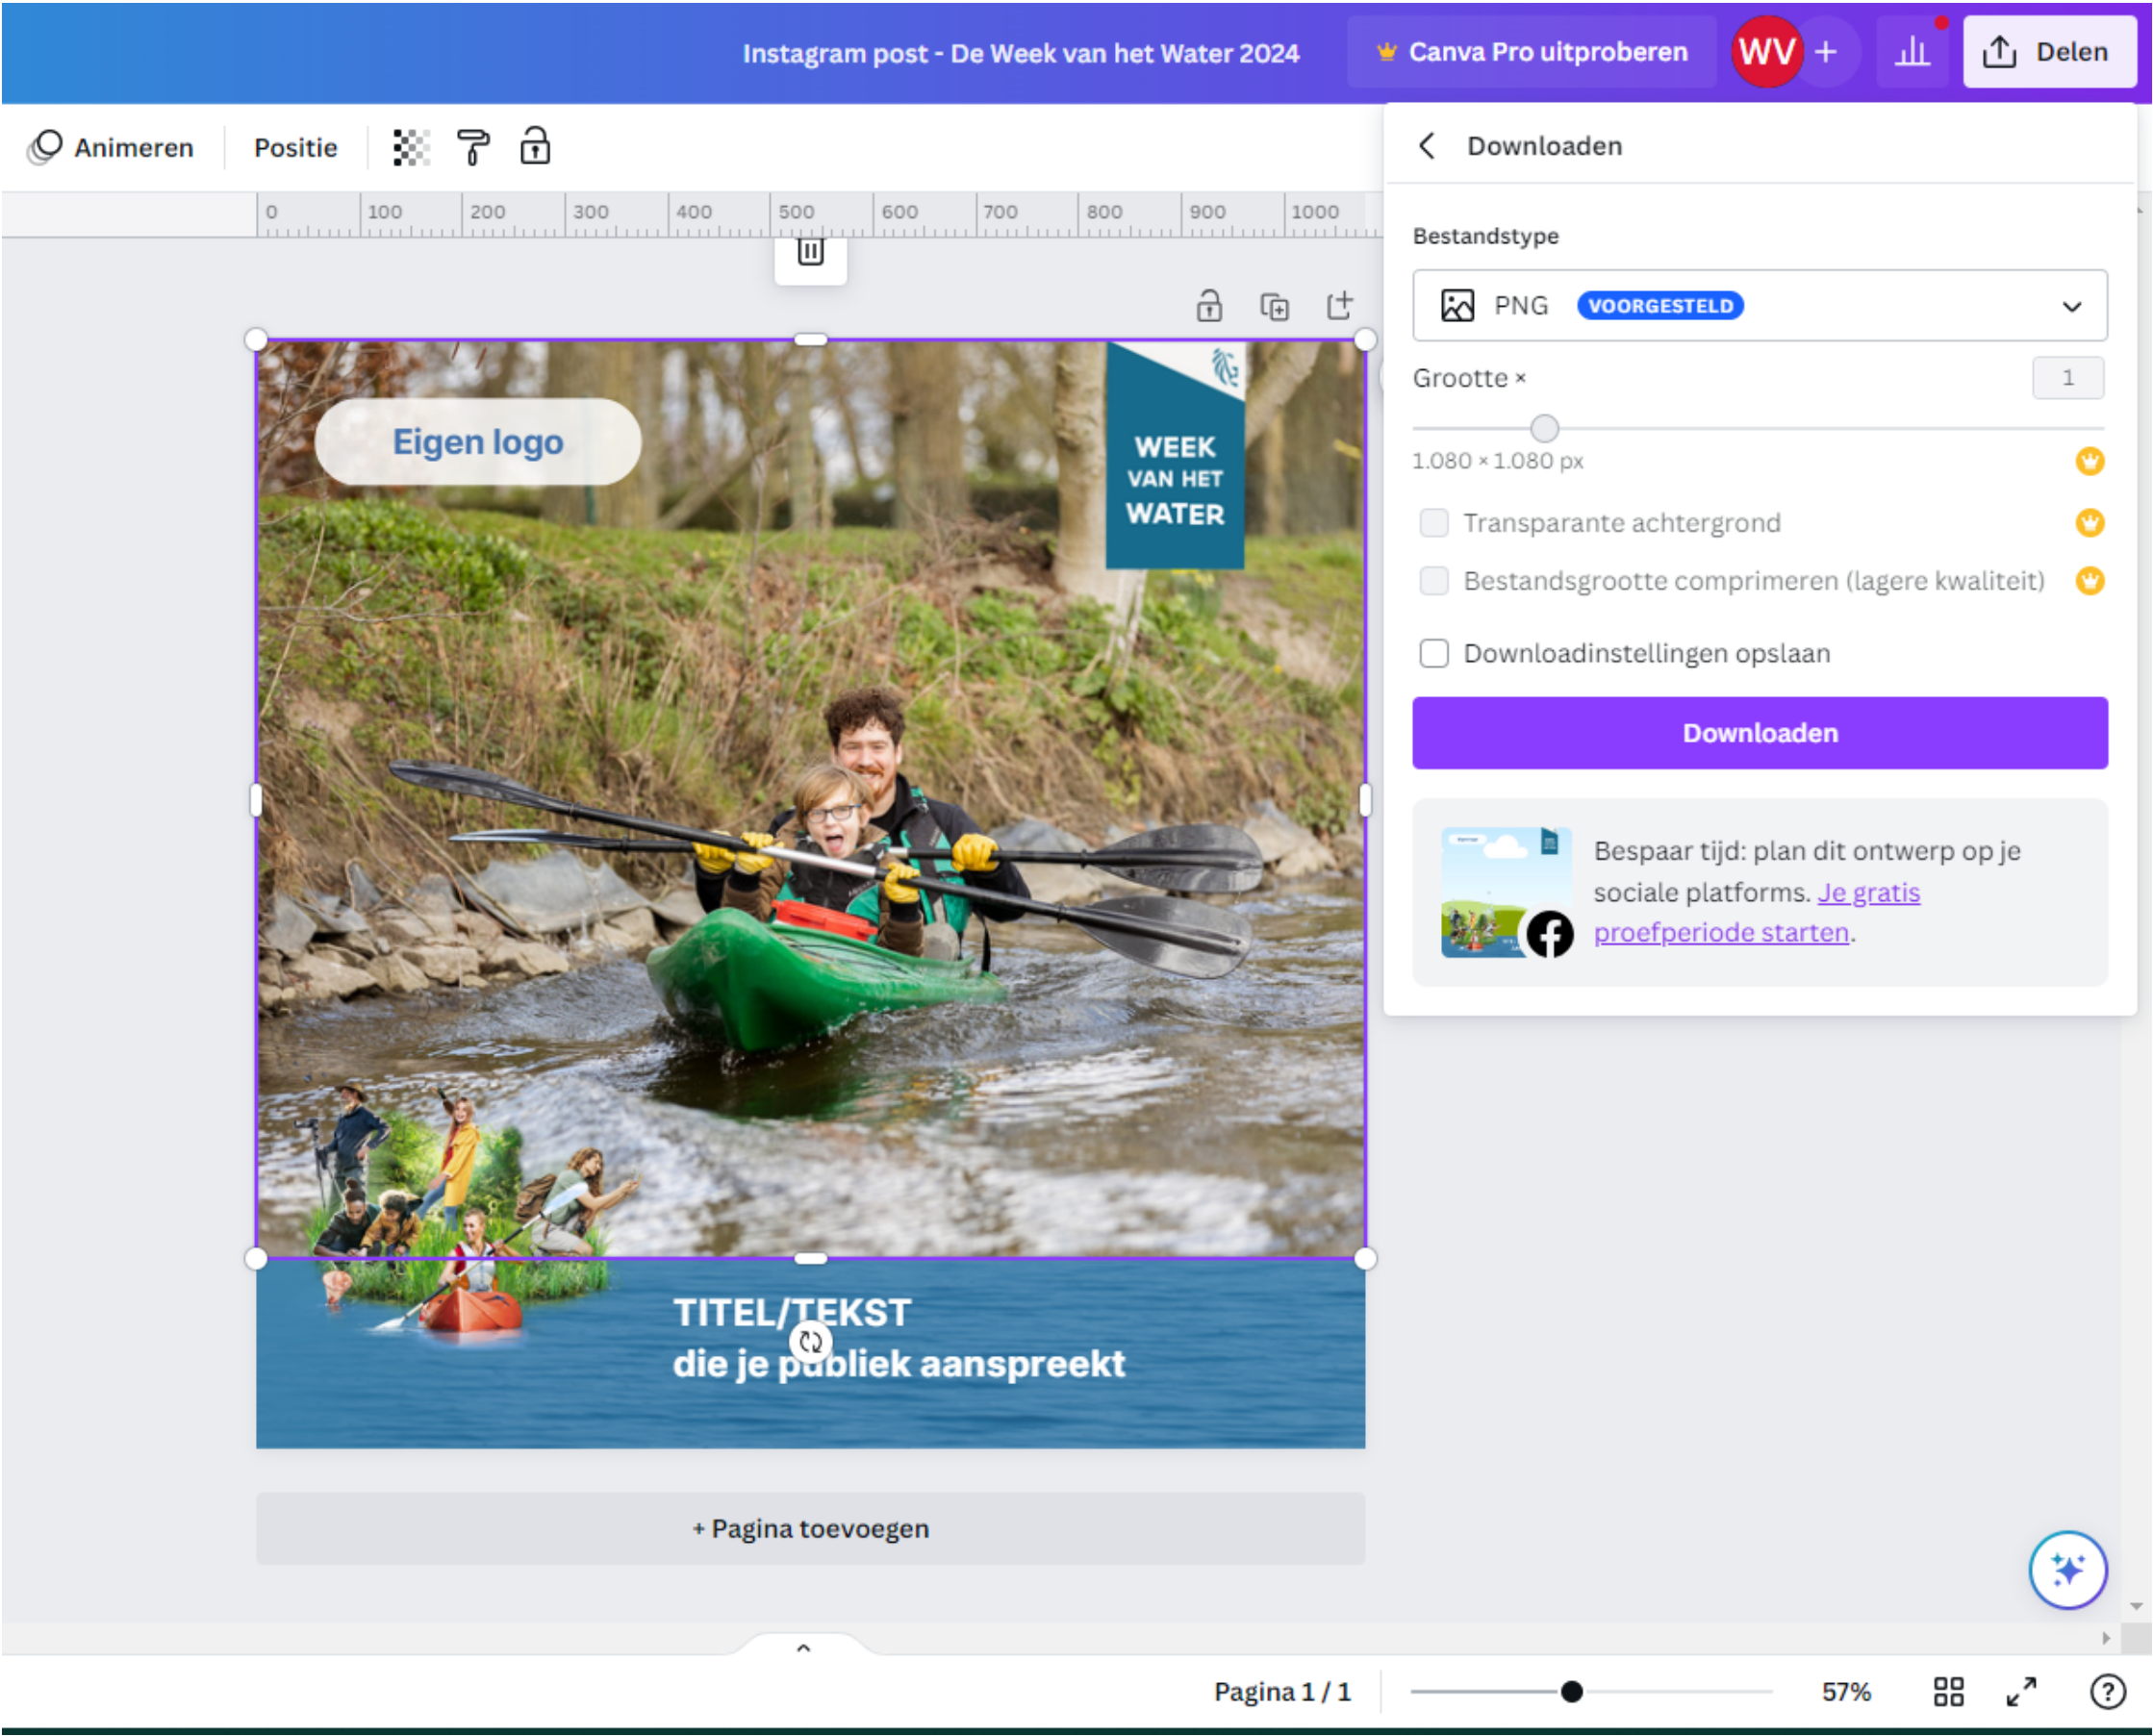 Instagram post - De Week van het Water 2024
Canva Pro uitproberen
WV
+
Delen
Animeren
Positie
Downloaden
0 100 200 300 400 500 600 700 800 900 1000
Bestandstype
PNG VOORGESTELD
Grootte ×
1
1.080 × 1.080 px
Transparante achtergrond
Bestandsgrootte comprimeren (lagere kwaliteit)
Downloadinstellingen opslaan
Downloaden
Bespaar tijd: plan dit ontwerp op je
sociale platforms. Je gratis
proefperiode starten.
Eigen logo
WEEK
VAN HET
WATER
TITEL/TEKST
die je publiek aanspreekt
+ Pagina toevoegen
Pagina 1 / 1
57%
?